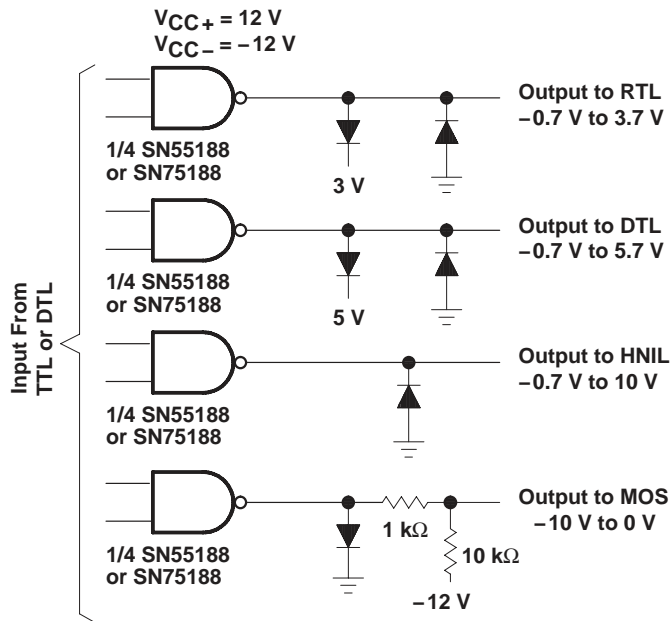 VCC+ = 12 V
VCC− = −12 V
Output to RTL
−0.7 V to 3.7 V
1/4 SN55188
or SN75188
3 V
Output to DTL
−0.7 V to 5.7 V
1/4 SN55188
or SN75188
5 V
Input From
TTL or DTL
Output to HNIL
−0.7 V to 10 V
1/4 SN55188
or SN75188
Output to MOS
−10 V to 0 V
1 kΩ
1/4 SN55188
or SN75188
10 kΩ
−12 V